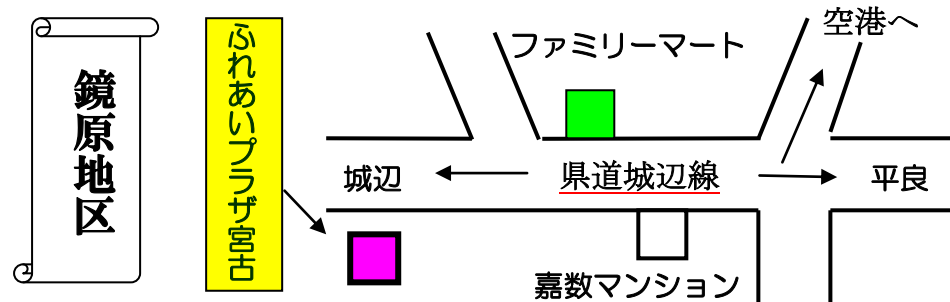 鏡原地区
ふれあいプラザ宮古
ファミリーマート
空港へ
城辺
県道城辺線
平良
嘉数マンション